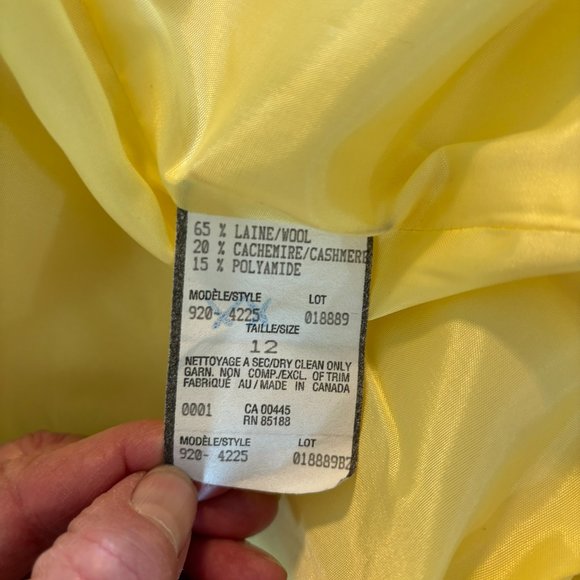 65 % LAINE/WOOL
20 % CACHEMIRE/CASHMERE
15 % POLYAMIDE
MODÈLE/STYLE LOT
920- 4225 018889
TAILLE/SIZE
12
NETTOYAGE A SEC/DRY CLEAN ONLY
GARN. NON COMP./EXCL. OF TRIM
FABRIQUÉ AU/MADE IN CANADA
0001 CA 00445
RN 85188
MODÈLE/STYLE LOT
920- 4225 018889B2